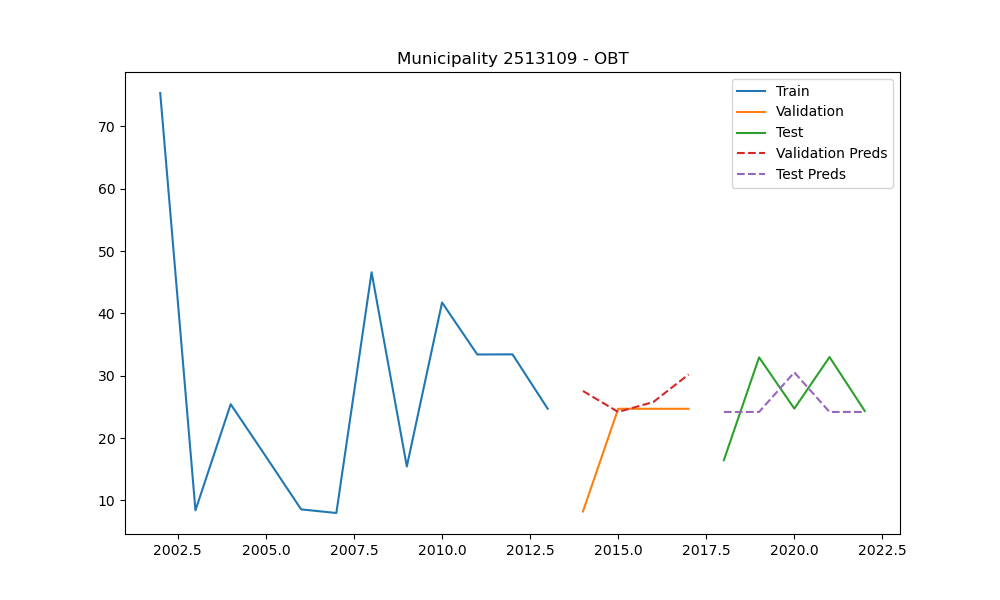 Municipality 2513109 - OBT
Train
Validation
Test
Validation Preds
Test Preds
70
60
50
40
30
20
10
2002.5 2005.0 2007.5 2010.0 2012.5 2015.0 2017.5 2020.0 2022.5